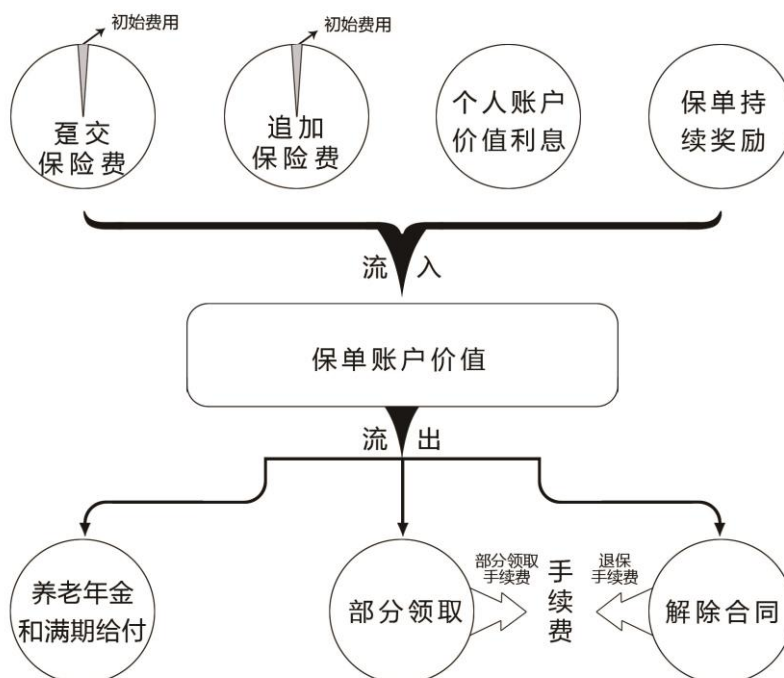 初始费用
初始费用
趸交
保险费
追加
保险费
个人账户
价值利息
保单持
续奖励
流入
保单账户价值
流出
养老年金
和满期给付
部分领取
部分领取
手续费
手续费
退保
手续费
解除合同